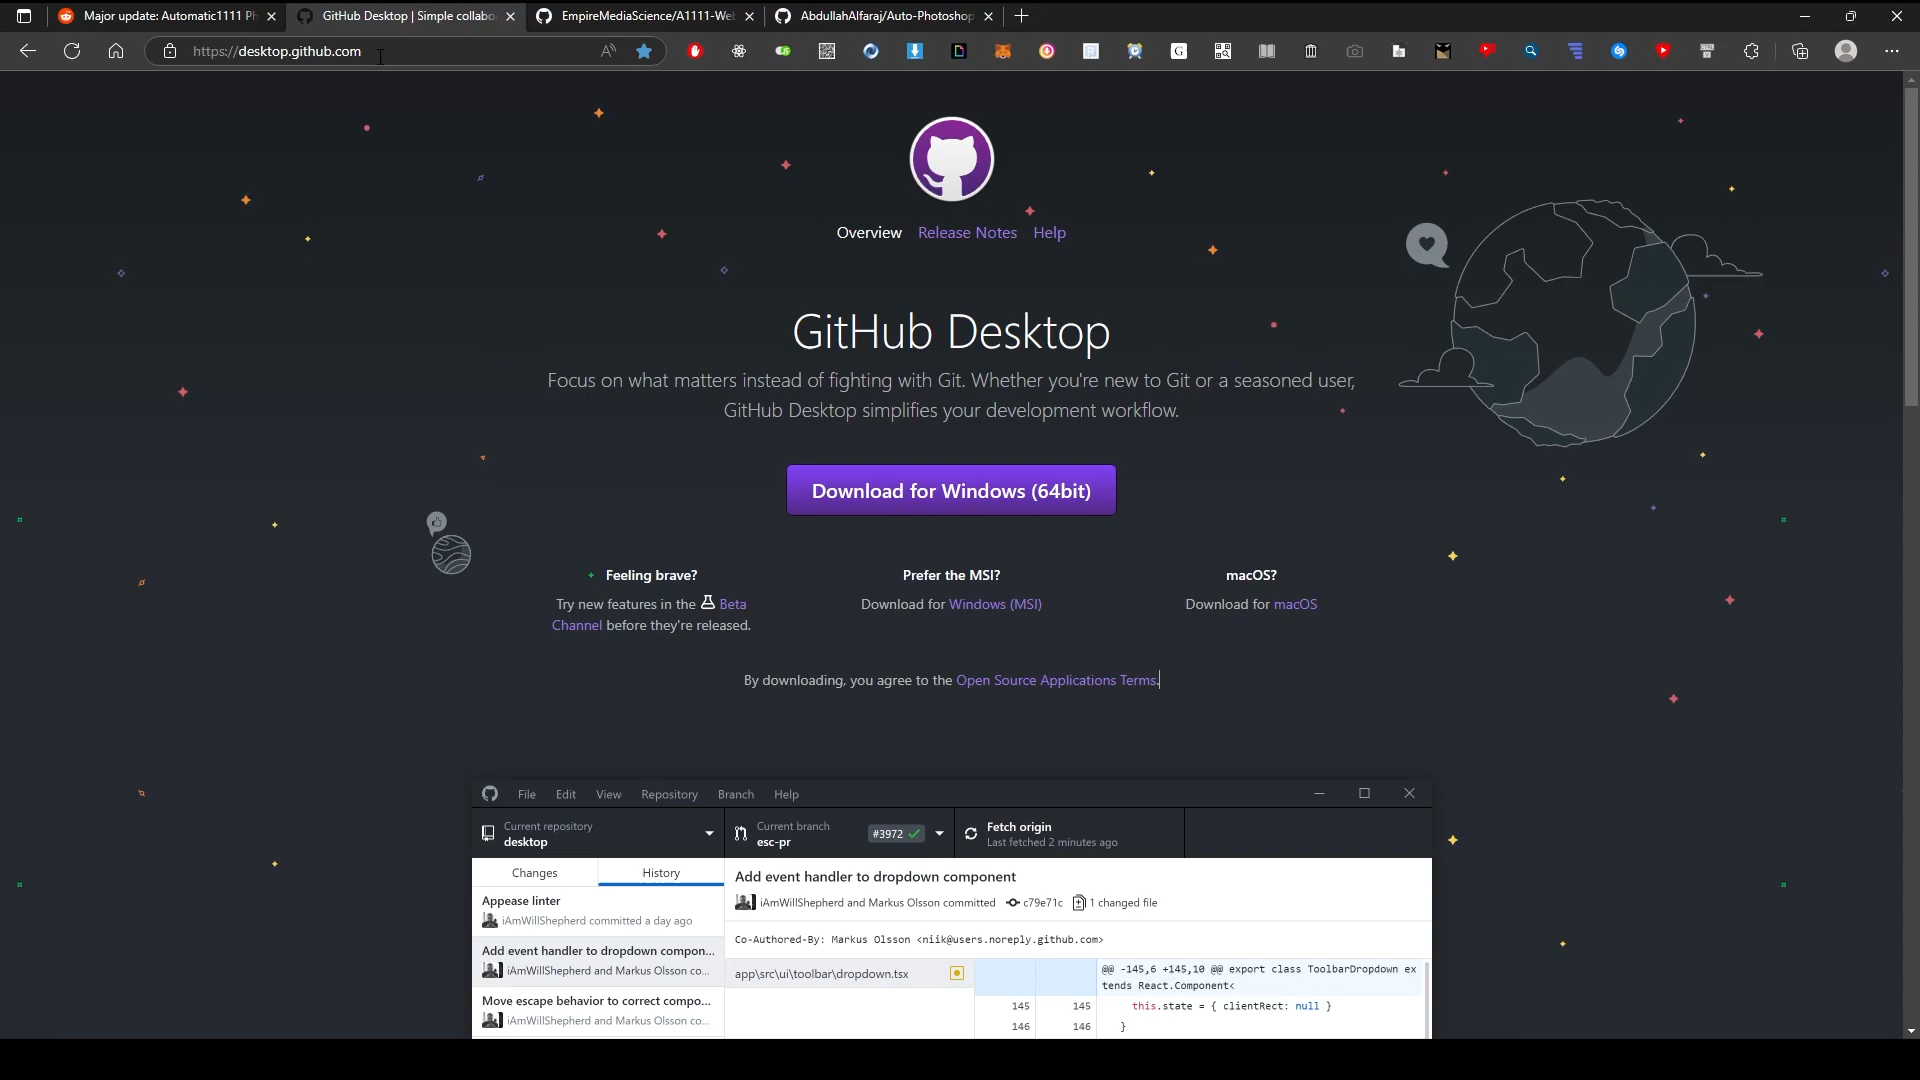 Major update: Automatic1111 Ph
GitHub Desktop | Simple collabo
EmpireMediaScience/A1111-Web
AbdullahAlfaraj/Auto-Photoshop
https://desktop.github.com
Overview Release Notes Help
GitHub Desktop
Focus on what matters instead of fighting with Git. Whether you're new to Git or a seasoned user,
GitHub Desktop simplifies your development workflow.
Download for Windows (64bit)
Feeling brave?
Try new features in the Beta
Channel before they're released.
Prefer the MSI?
Download for Windows (MSI)
macOS?
Download for macOS
By downloading, you agree to the Open Source Applications Terms.
File Edit View Repository Branch Help
Current repository
desktop
Current branch
esc-pr
#3972
Fetch origin
Last fetched 2 minutes ago
Changes History
Appease linter
iAmWillShepherd committed a day ago
Add event handler to dropdown compon...
iAmWillShepherd and Markus Olsson co...
Move escape behavior to correct compo...
iAmWillShepherd and Markus Olsson co...
Add event handler to dropdown component
iAmWillShepherd and Markus Olsson committed c79e71c 1 changed file
Co-Authored-By: Markus Olsson <niik@users.noreply.github.com>
app\src\ui\toolbar\dropdown.tsx
@@ -145,6 +145,10 @@ export class ToolbarDropdown ex
tends React.Component<
145 145 this.state = { clientRect: null }
146 146 }